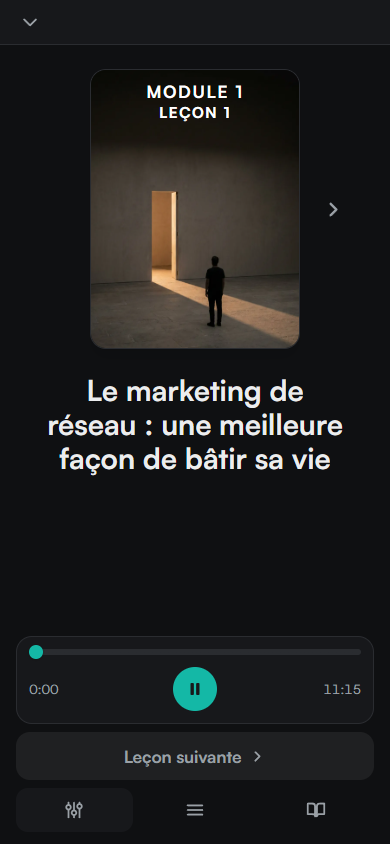 MODULE 1
LEÇON 1
Le marketing de
réseau : une meilleure
façon de bâtir sa vie
0:00
11:15
Leçon suivante